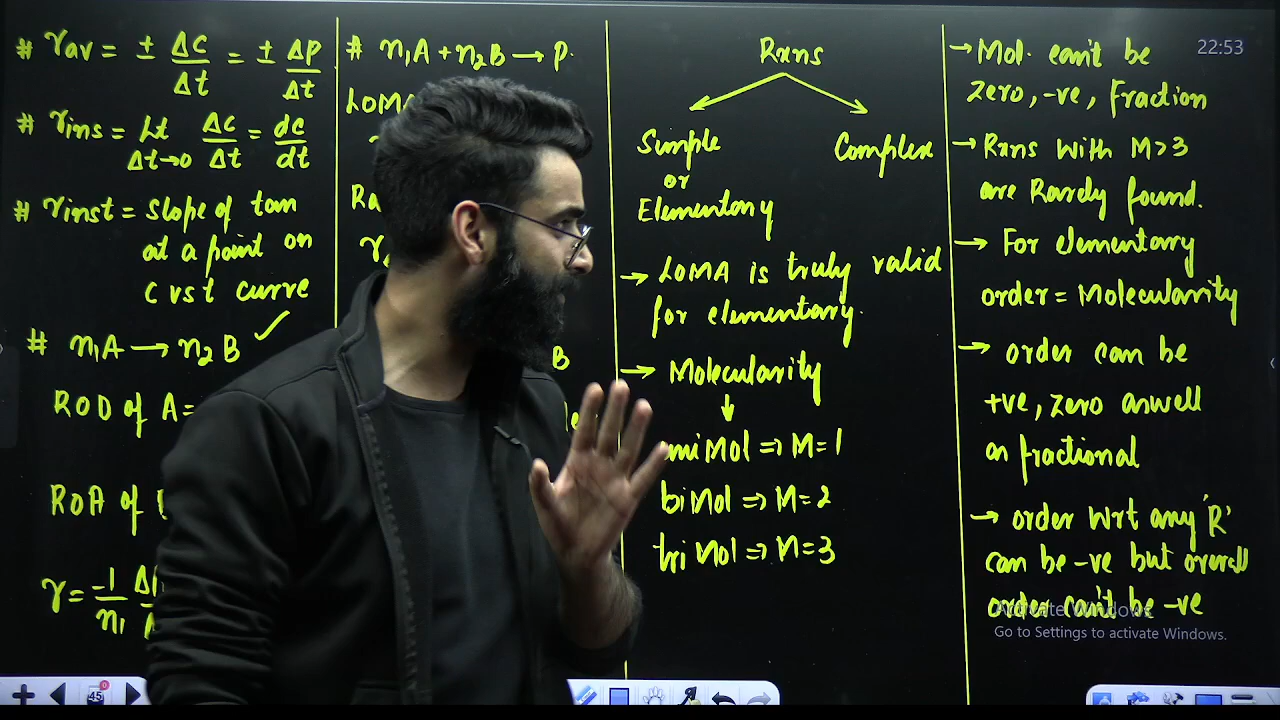 # rav = ± Δc/Δt = ± ΔP/Δt
# rins = Lt Δt→0 Δc/Δt = dc/dt
# rinst = slope of tan
at a point on
c vs t curve
# n₁A → n₂B ✓
ROD of A =
ROA of
r = -1/n₁
# n₁A + n₂B → P.
LOMA
B
Rxns
Simple
or
Elementary
Complex
→ LOMA is truly valid
for elementary.
→ Molecularity
↓
uniMol ⇒ M=1
biMol ⇒ M=2
triMol ⇒ M=3
→ Mol. can't be
zero, -ve, fraction
→ Rxns with M>3
are Rarely found.
→ For elementary
order = Molecularity
→ order can be
+ve, zero aswell
as fractional
→ order wrt any 'R'
can be -ve but overall
order can't be -ve
22:53
Activate Windows
Go to Settings to activate Windows.
45
0